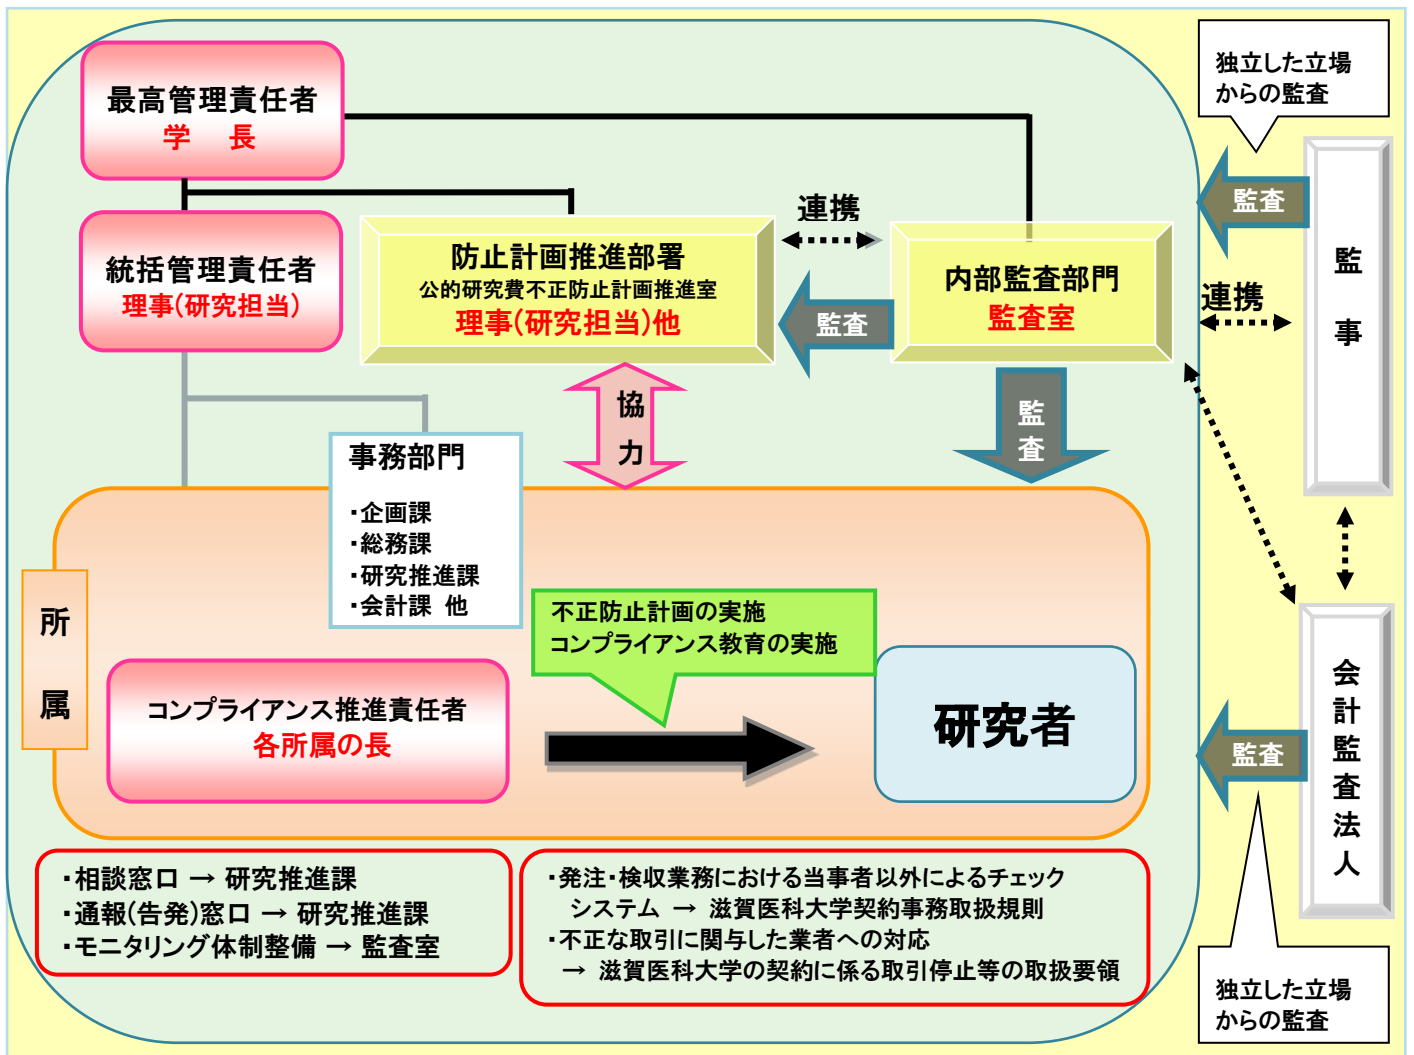 最高管理責任者
学 長
統括管理責任者
理事(研究担当)
防止計画推進部署
公的研究費不正防止計画推進室
理事(研究担当)他
連携
監査
内部監査部門
監査室
独立した立場
からの監査
監査
監事
連携
協力
監査
事務部門
・企画課
・総務課
・研究推進課
・会計課 他
所属
不正防止計画の実施
コンプライアンス教育の実施
コンプライアンス推進責任者
各所属の長
研究者
監査
会計監査法人
・相談窓口 → 研究推進課
・通報(告発)窓口 → 研究推進課
・モニタリング体制整備 → 監査室
・発注・検収業務における当事者以外によるチェック
システム → 滋賀医科大学契約事務取扱規則
・不正な取引に関与した業者への対応
→ 滋賀医科大学の契約に係る取引停止等の取扱要領
独立した立場
からの監査